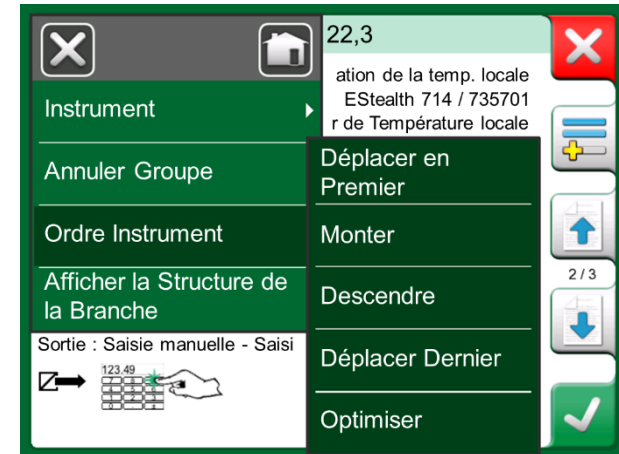 22,3
ation de la temp. locale
EStealth 714 / 735701
r de Température locale
Instrument
Annuler Groupe
Ordre Instrument
Afficher la Structure de
la Branche
Déplacer en
Premier
Monter
Descendre
Déplacer Dernier
Optimiser
2 / 3
Sortie : Saisie manuelle - Saisi
123.49